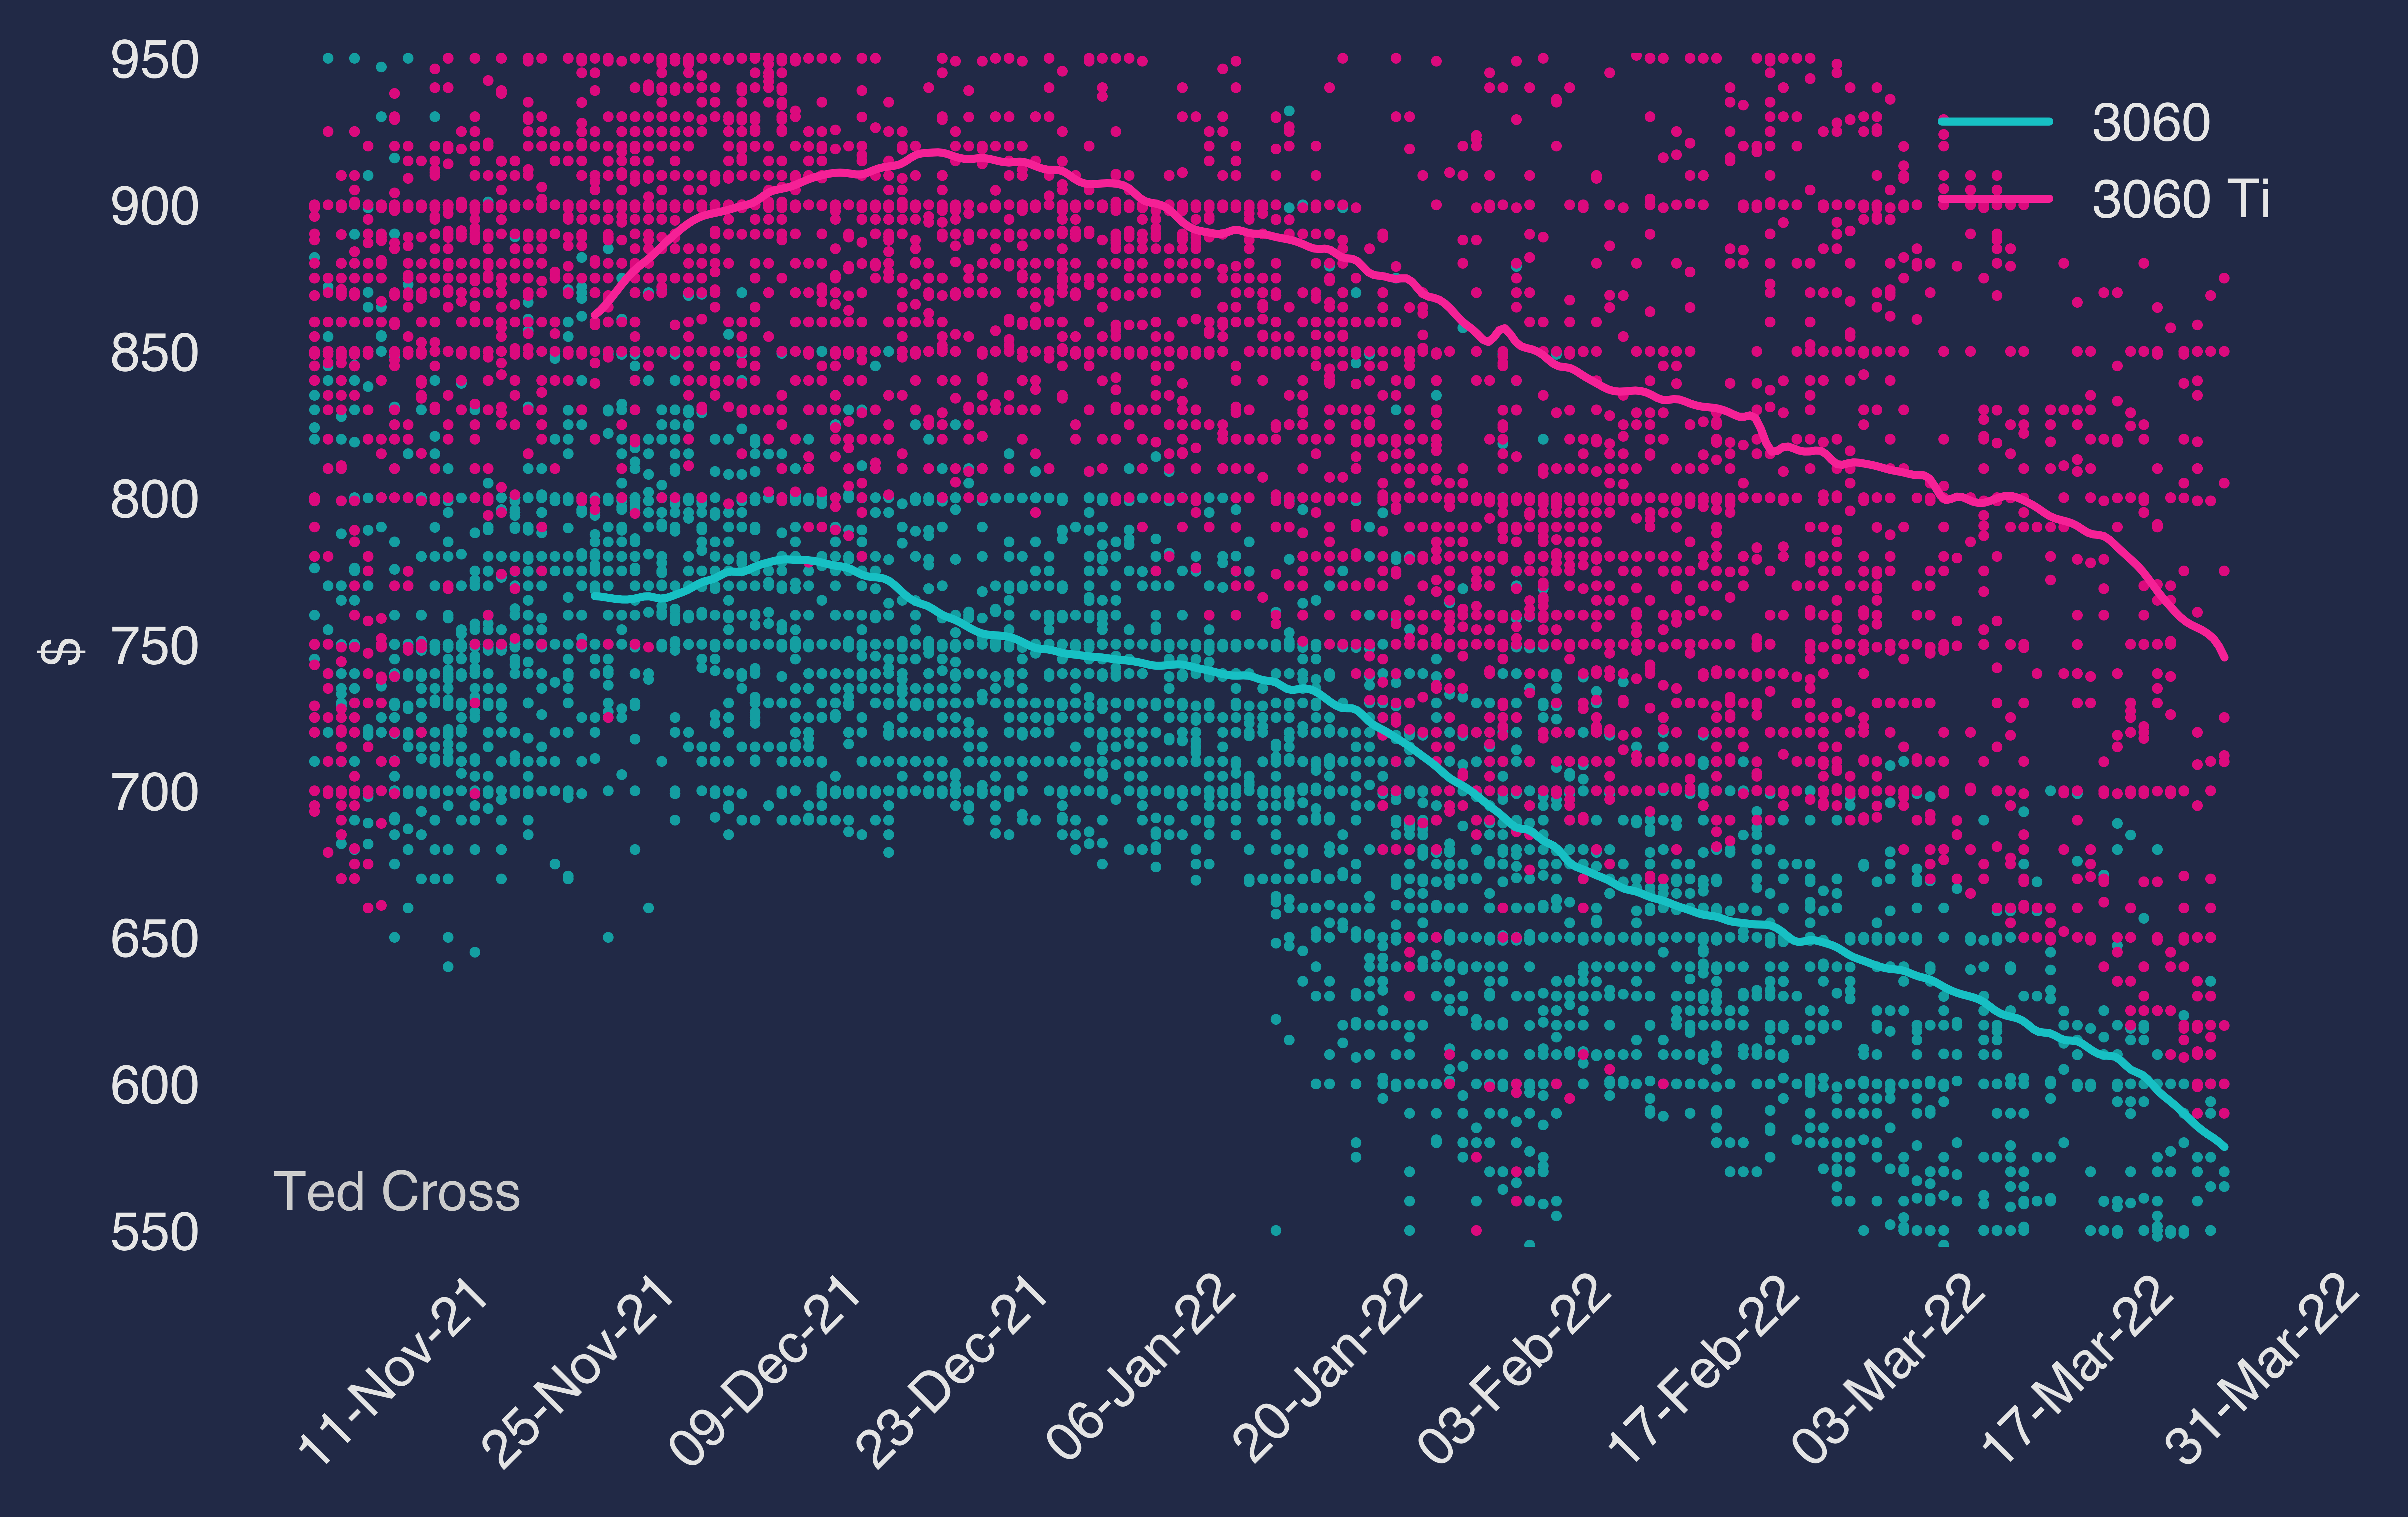 950
900
850
800
750
700
650
600
550
$
3060
3060 Ti
Ted Cross
11-Nov-21
25-Nov-21
09-Dec-21
23-Dec-21
06-Jan-22
20-Jan-22
03-Feb-22
17-Feb-22
03-Mar-22
17-Mar-22
31-Mar-22